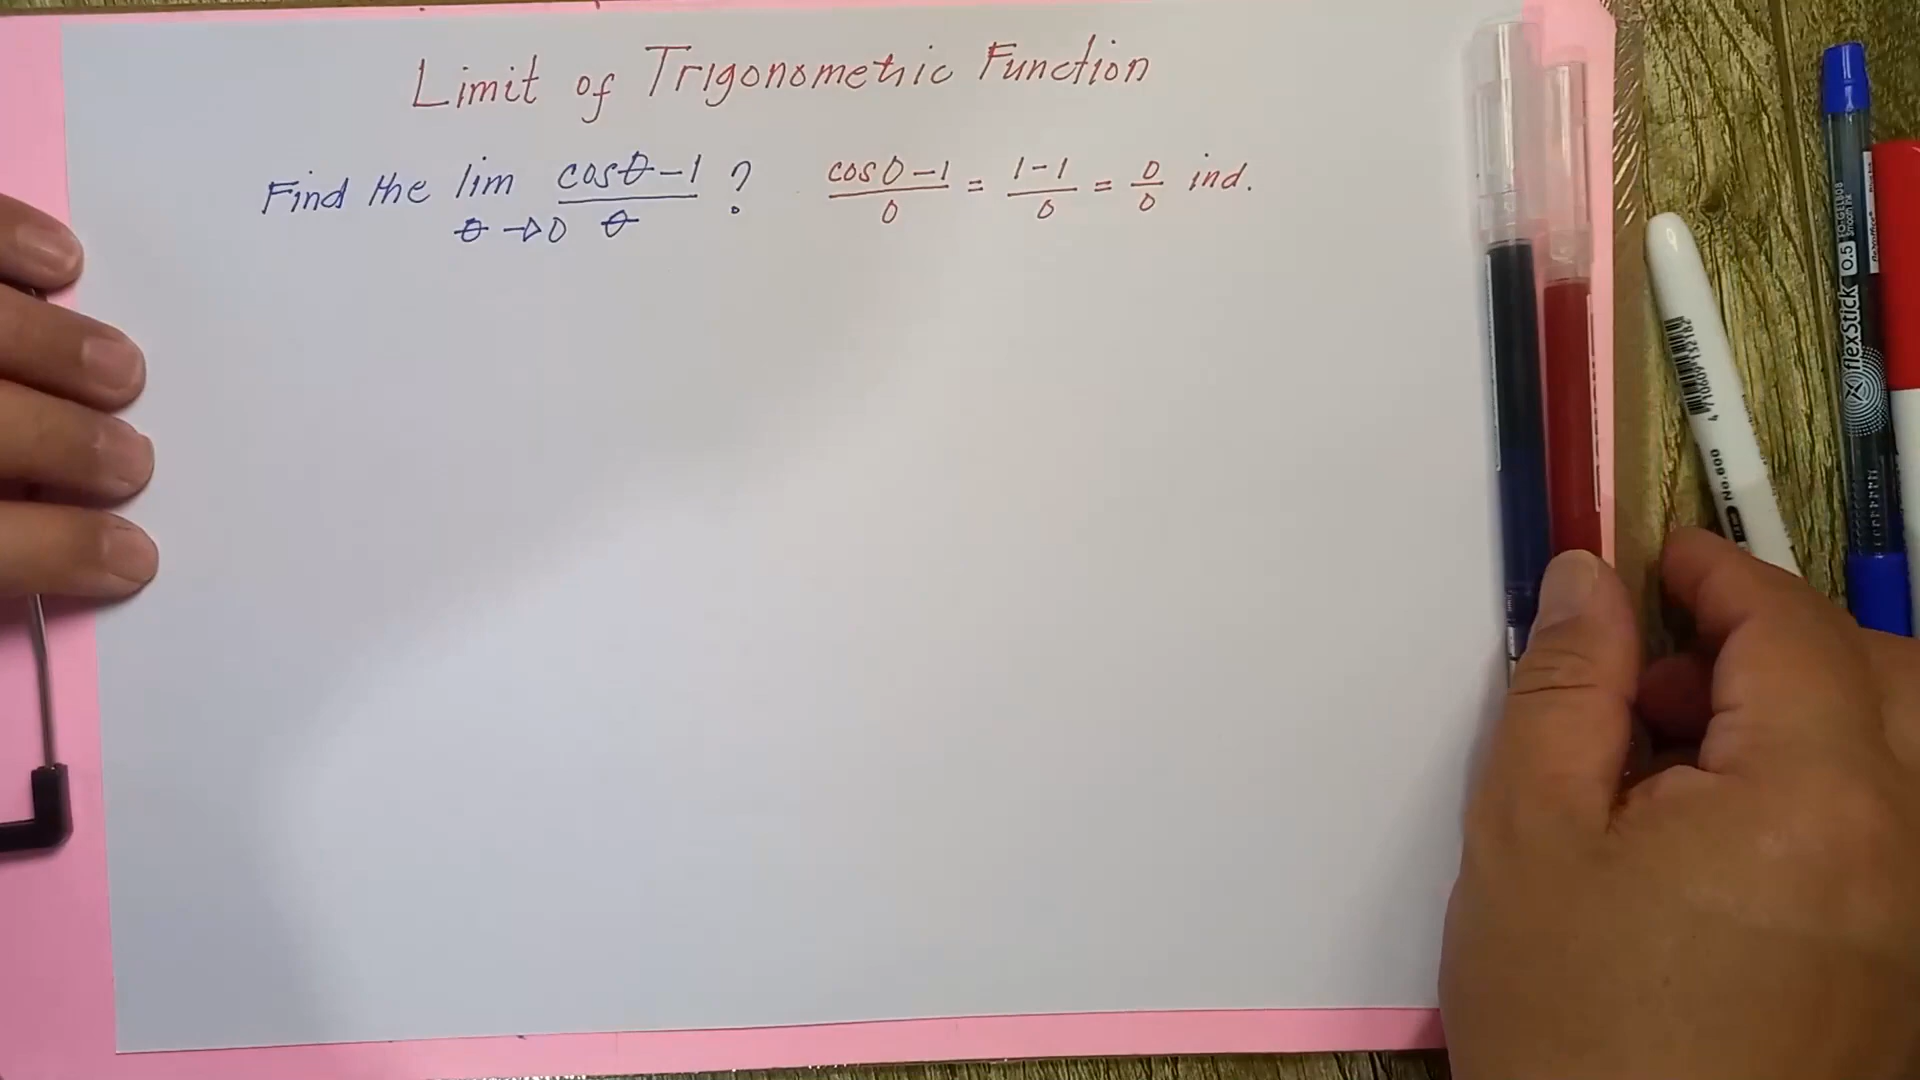 Limit of Trigonometric Function
Find the lim θ→0 (cosθ-1)/θ ? (cos0-1)/0 = (1-1)/0 = 0/0 ind.
flexstick 0.5
No.600